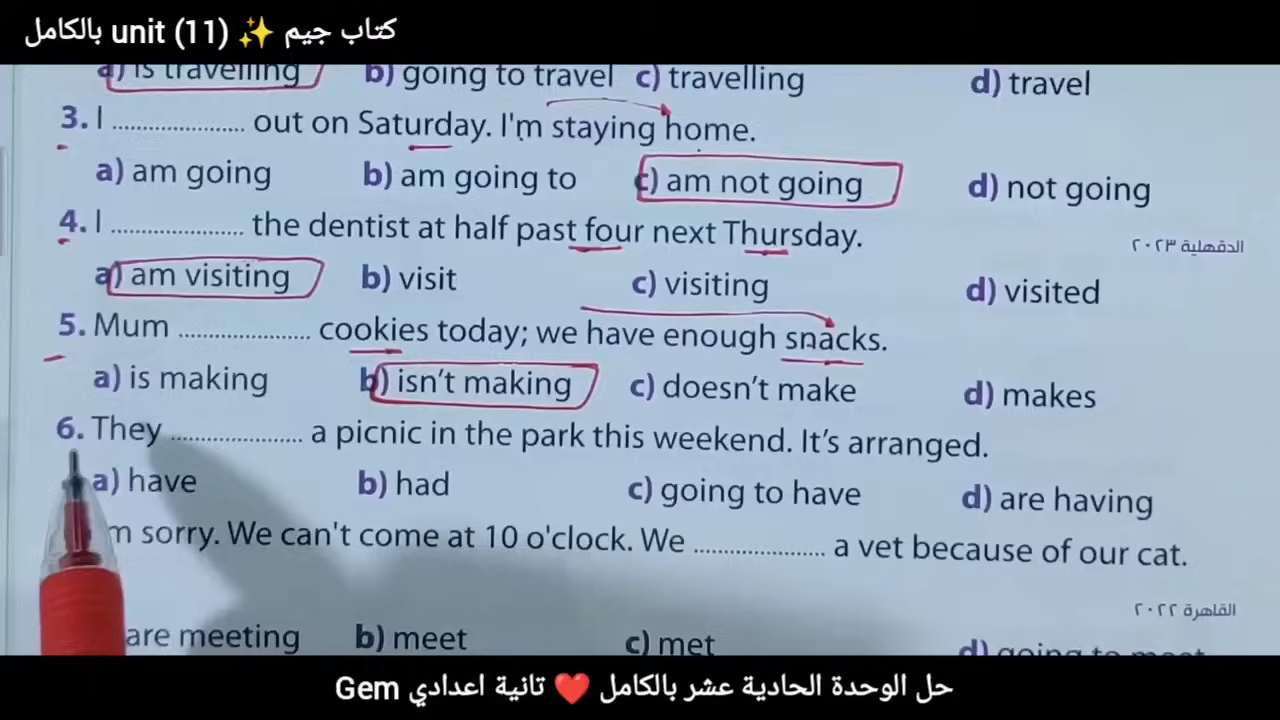 كتاب جيم ✨ unit (11) بالكامل
a) is travelling b) going to travel c) travelling d) travel
3. I ..................... out on Saturday. I'm staying home.
a) am going b) am going to c) am not going d) not going
4. I ..................... the dentist at half past four next Thursday.
الدقهلية ٢٠٢٣
a) am visiting b) visit c) visiting d) visited
5. Mum ..................... cookies today; we have enough snacks.
a) is making b) isn't making c) doesn't make d) makes
6. They ..................... a picnic in the park this weekend. It's arranged.
a) have b) had c) going to have d) are having
m sorry. We can't come at 10 o'clock. We ..................... a vet because of our cat.
القاهرة ٢٠٢٢
are meeting b) meet c) met d) going to meet
حل الوحدة الحادية عشر بالكامل ❤️ تانية اعدادي Gem